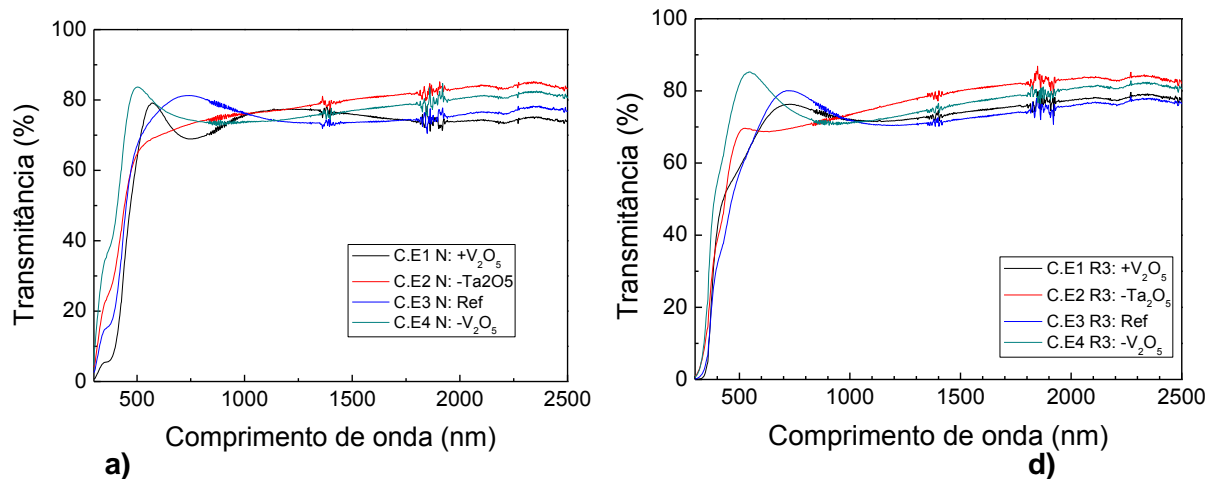 100
80
60
40
20
0
Transmitância (%)
C.E1 N: +V₂O₅
C.E2 N: -Ta2O5
C.E3 N: Ref
C.E4 N: -V₂O₅
500 1000 1500 2000 2500
Comprimento de onda (nm)
a)
100
80
60
40
20
0
Transmitância (%)
C.E1 R3: +V₂O₅
C.E2 R3: -Ta₂O₅
C.E3 R3: Ref
C.E4 R3: -V₂O₅
500 1000 1500 2000 2500
Comprimento de onda (nm)
d)